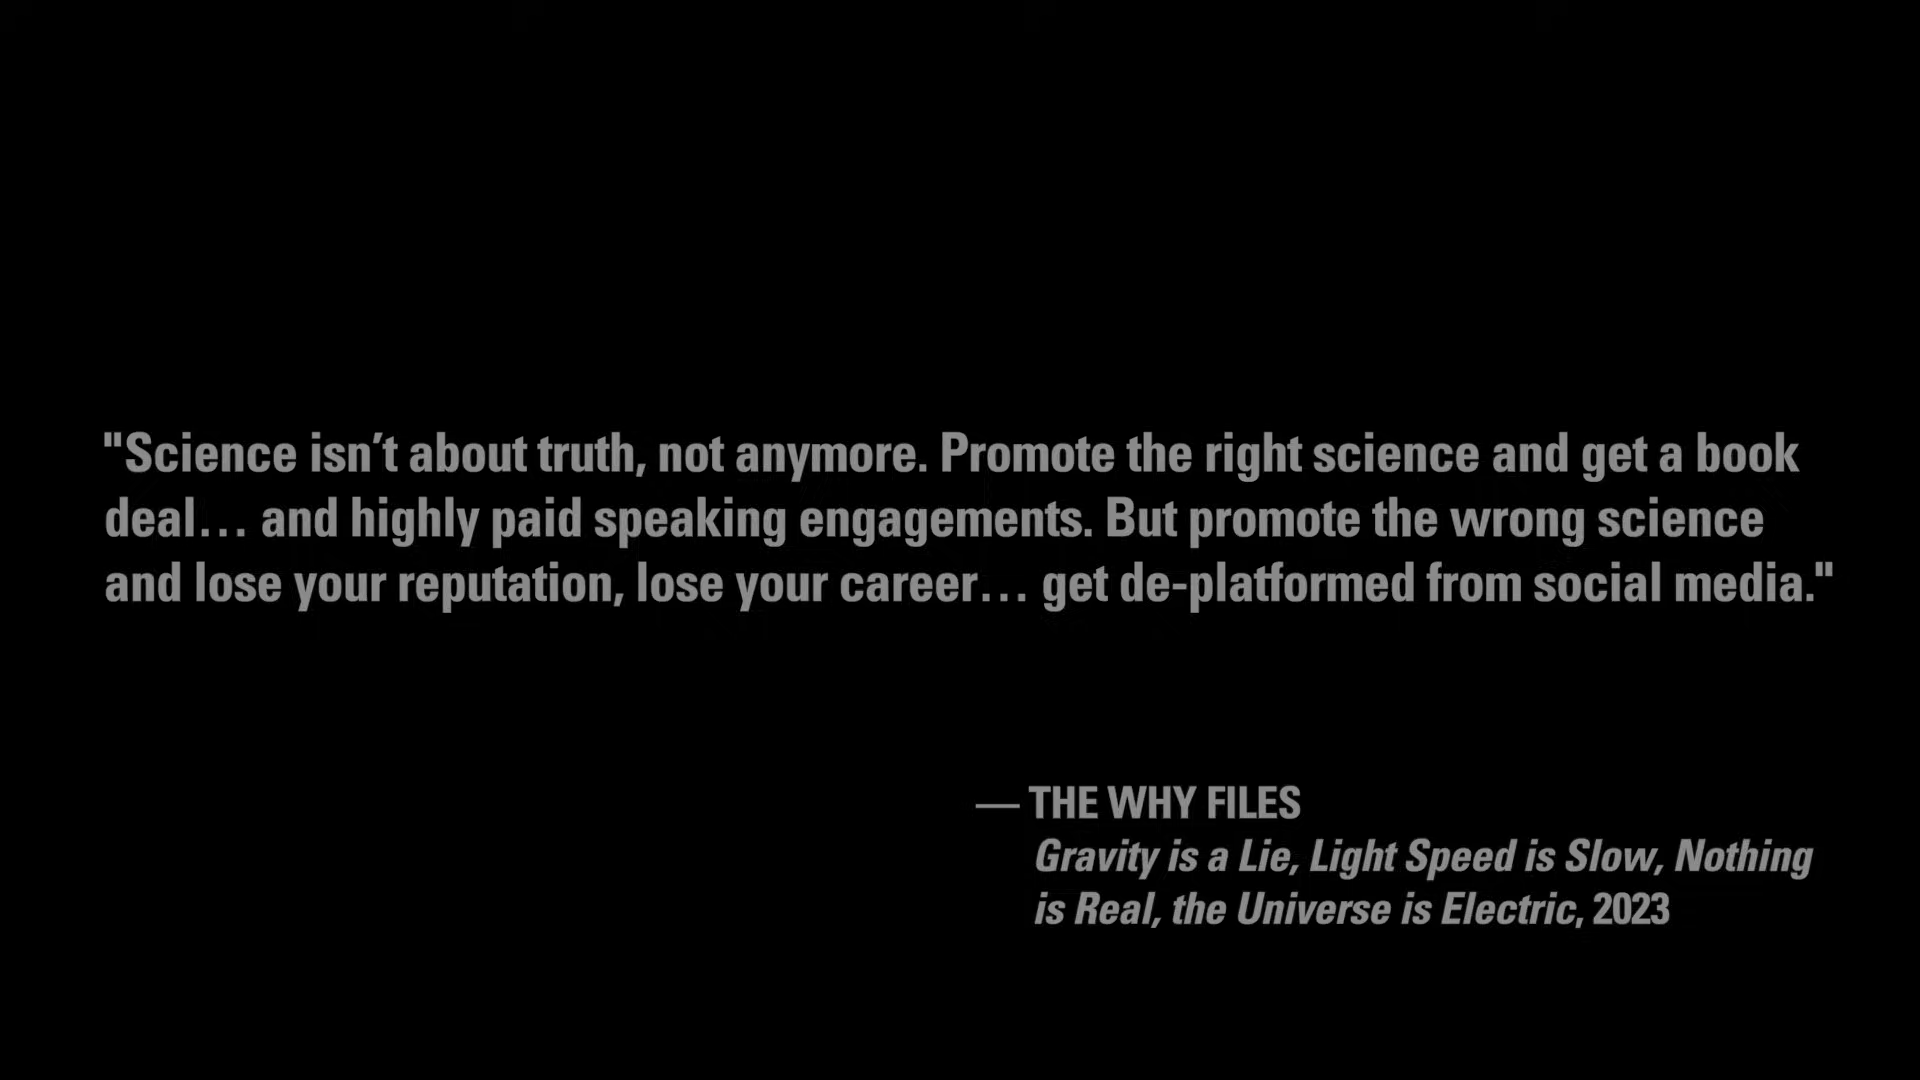 "Science isn’t about truth, not anymore. Promote the right science and get a book
deal… and highly paid speaking engagements. But promote the wrong science
and lose your reputation, lose your career… get de-platformed from social media."
— THE WHY FILES
Gravity is a Lie, Light Speed is Slow, Nothing
is Real, the Universe is Electric, 2023